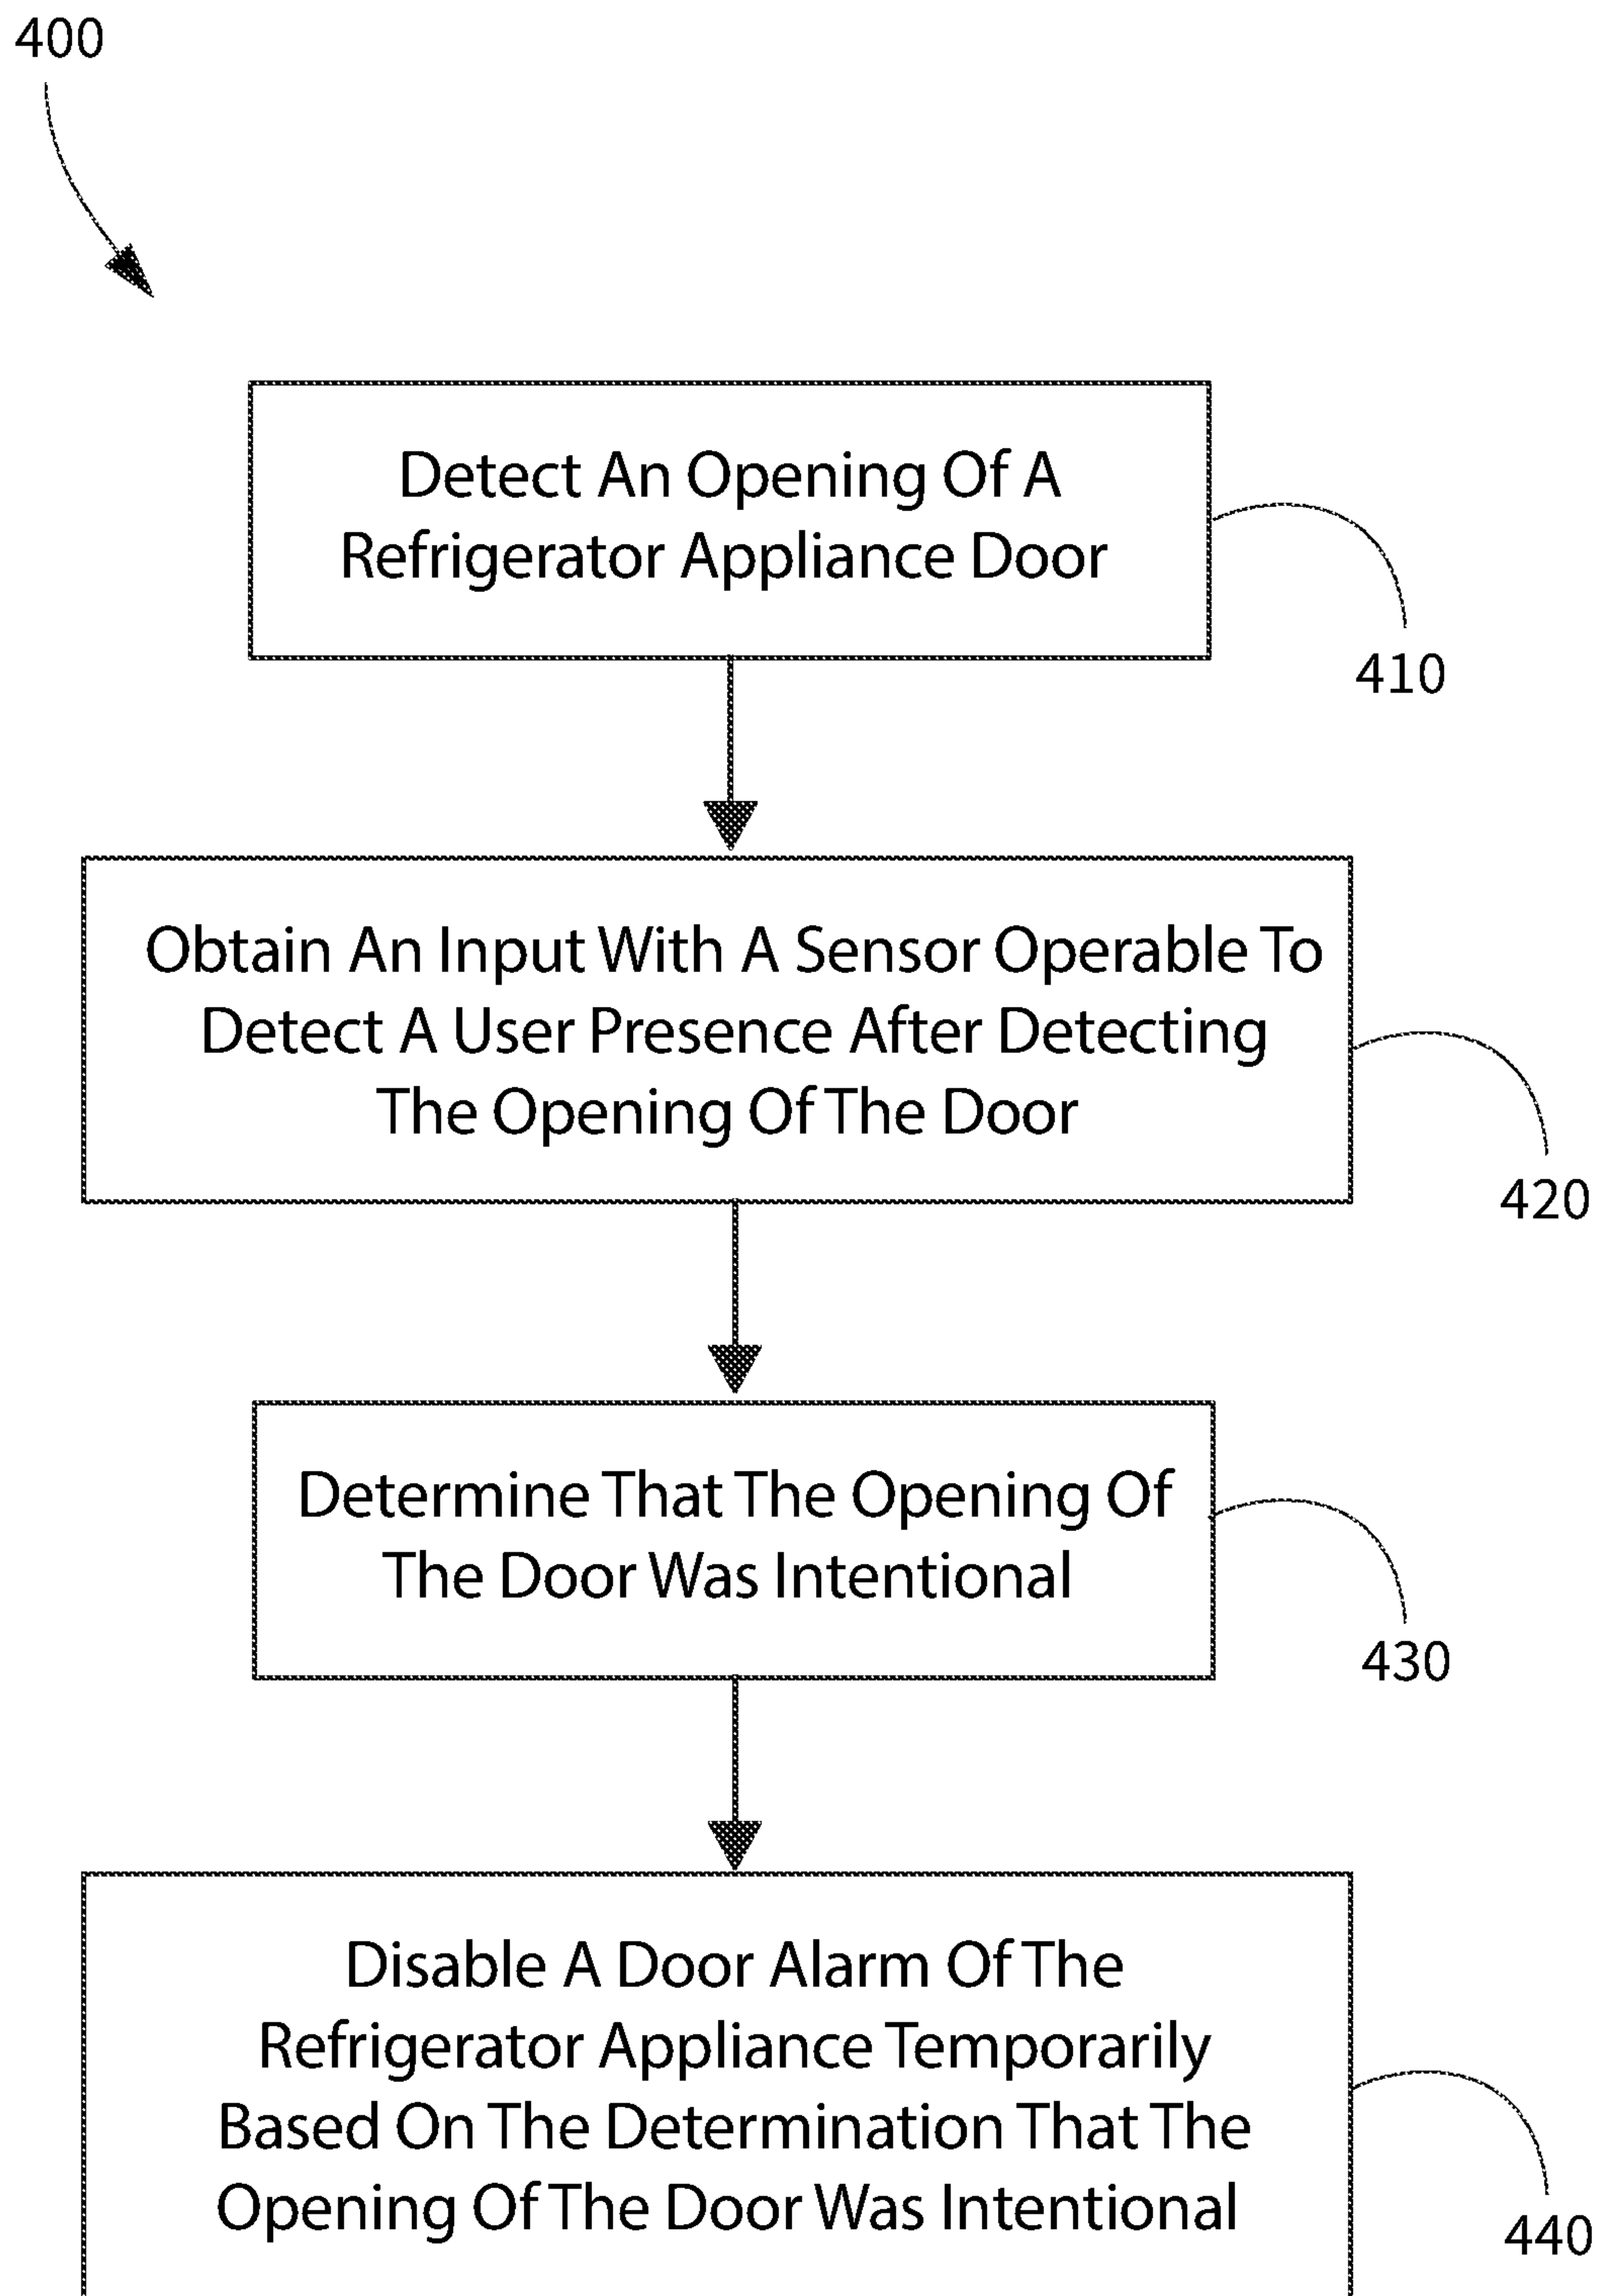 400
Detect An Opening Of A
Refrigerator Appliance Door
410
Obtain An Input With A Sensor Operable To
Detect A User Presence After Detecting
The Opening Of The Door
420
Determine That The Opening Of
The Door Was Intentional
430
Disable A Door Alarm Of The
Refrigerator Appliance Temporarily
Based On The Determination That The
Opening Of The Door Was Intentional
440